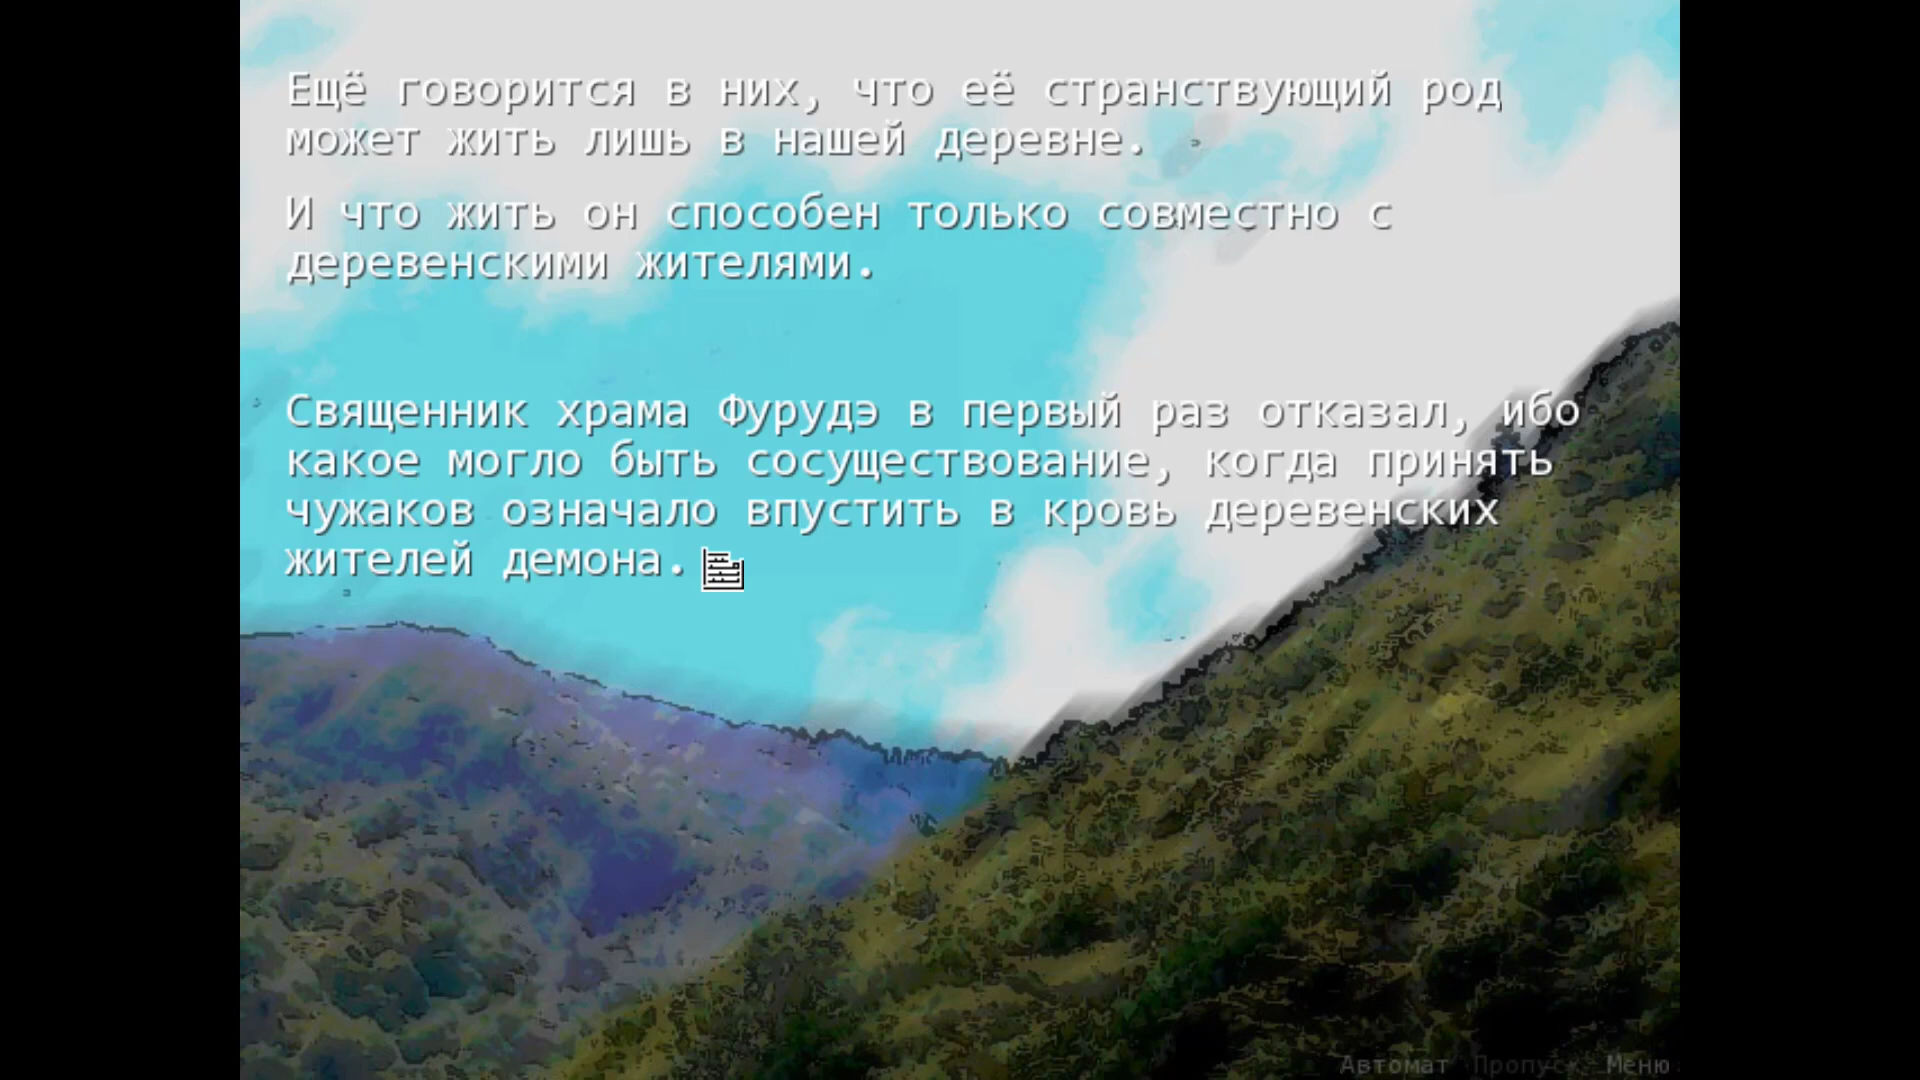 Ещё говорится в них, что её странствующий род
может жить лишь в нашей деревне.
И что жить он способен только совместно с
деревенскими жителями.
Священник храма Фурудэ в первый раз отказал, ибо
какое могло быть сосуществование, когда принять
чужаков означало впустить в кровь деревенских
жителей демона.
Автомат Пропуск Меню